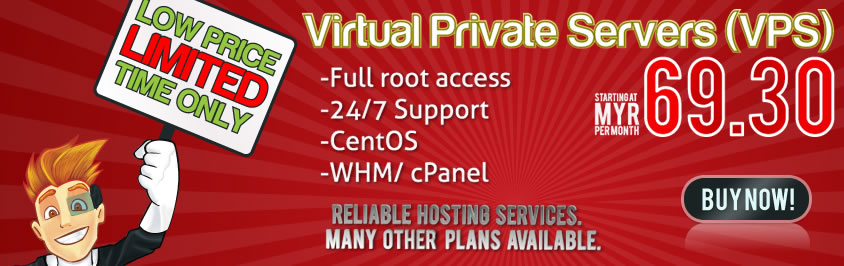 LOW PRICE
LIMITED
TIME ONLY
Virtual Private Servers (VPS)
-Full root access
-24/7 Support
-CentOS
-WHM/ cPanel
STARTING AT
MYR
PER MONTH
69.30
RELIABLE HOSTING SERVICES.
MANY OTHER PLANS AVAILABLE.
BUY NOW!